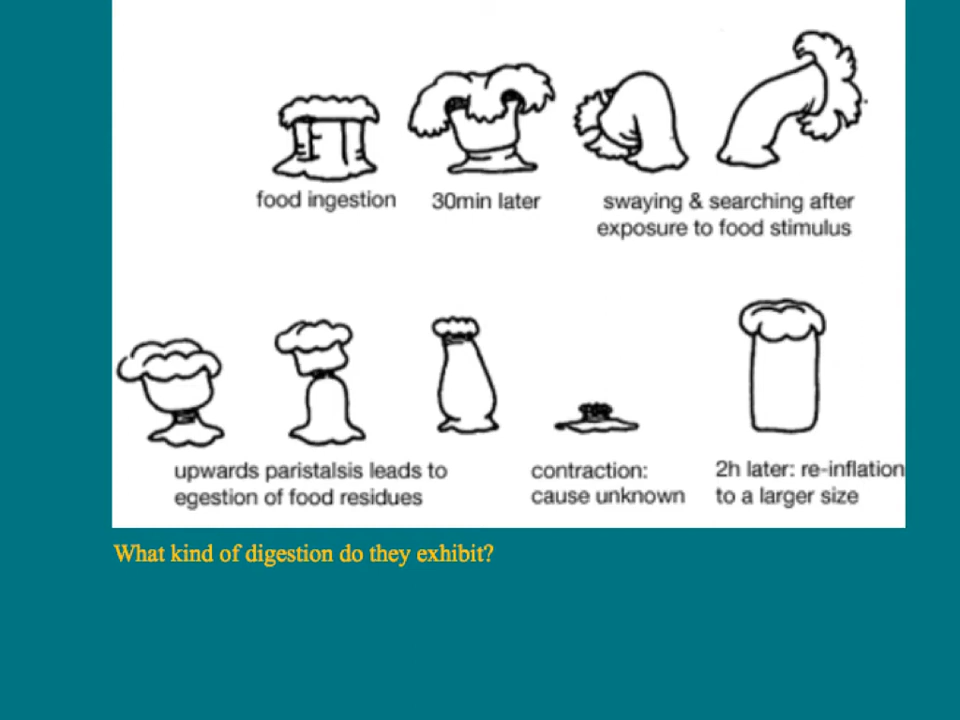 food ingestion
30min later
swaying & searching after
exposure to food stimulus
upwards paristalsis leads to
egestion of food residues
contraction:
cause unknown
2h later: re-inflation
to a larger size
What kind of digestion do they exhibit?